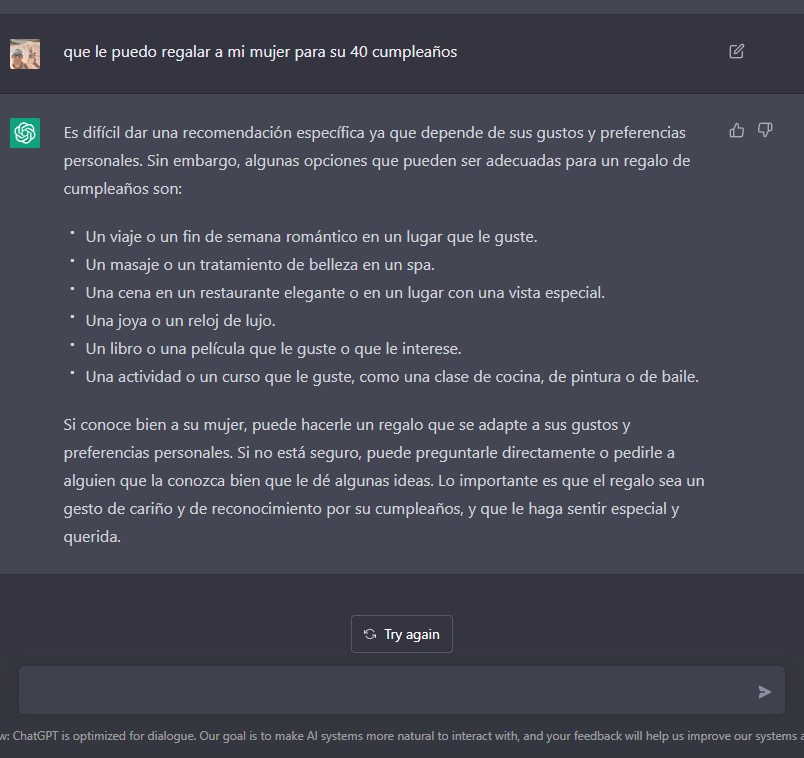 que le puedo regalar a mi mujer para su 40 cumpleaños
Es difícil dar una recomendación específica ya que depende de sus gustos y preferencias
personales. Sin embargo, algunas opciones que pueden ser adecuadas para un regalo de
cumpleaños son:
• Un viaje o un fin de semana romántico en un lugar que le guste.
• Un masaje o un tratamiento de belleza en un spa.
• Una cena en un restaurante elegante o en un lugar con una vista especial.
• Una joya o un reloj de lujo.
• Un libro o una película que le guste o que le interese.
• Una actividad o un curso que le guste, como una clase de cocina, de pintura o de baile.
Si conoce bien a su mujer, puede hacerle un regalo que se adapte a sus gustos y
preferencias personales. Si no está seguro, puede preguntarle directamente o pedirle a
alguien que la conozca bien que le dé algunas ideas. Lo importante es que el regalo sea un
gesto de cariño y de reconocimiento por su cumpleaños, y que le haga sentir especial y
querida.
Try again
w: ChatGPT is optimized for dialogue. Our goal is to make AI systems more natural to interact with, and your feedback will help us improve our systems a